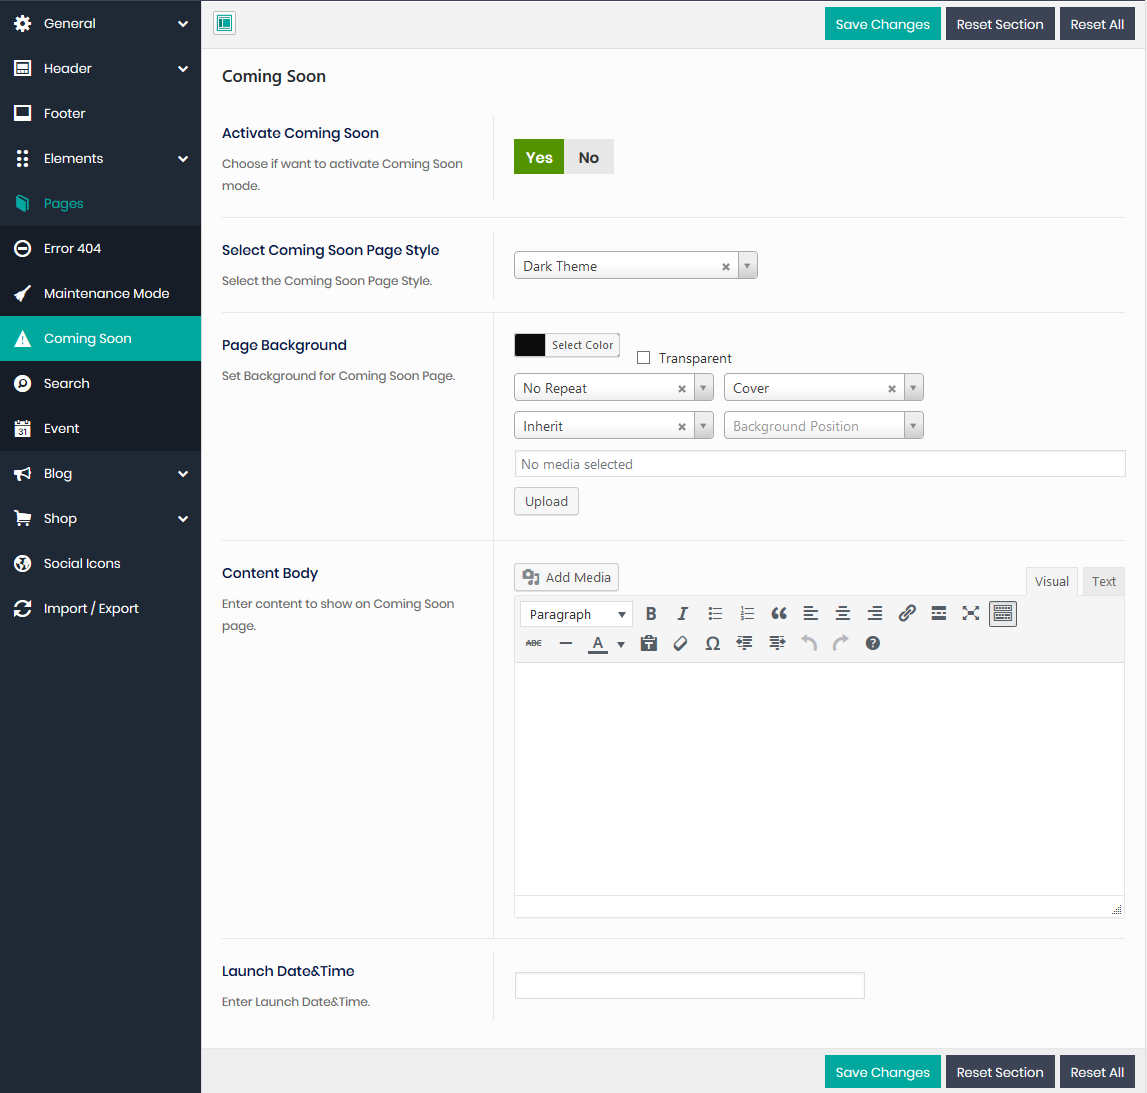 General
Header
Footer
Elements
Pages
Error 404
Maintenance Mode
Coming Soon
Search
31
Event
Blog
Shop
Social Icons
Import / Export
Save Changes
Reset Section
Reset All
Coming Soon
Activate Coming Soon
Choose if want to activate Coming Soon
mode.
Yes
No
Select Coming Soon Page Style
Select the Coming Soon Page Style.
Dark Theme
Page Background
Set Background for Coming Soon Page.
Select Color
Transparent
No Repeat
Cover
Inherit
Background Position
No media selected
Upload
Content Body
Enter content to show on Coming Soon
page.
Add Media
Visual
Text
Paragraph
B I
ABC
A
T
Ω
?
Launch Date&Time
Enter Launch Date&Time.
Save Changes
Reset Section
Reset All